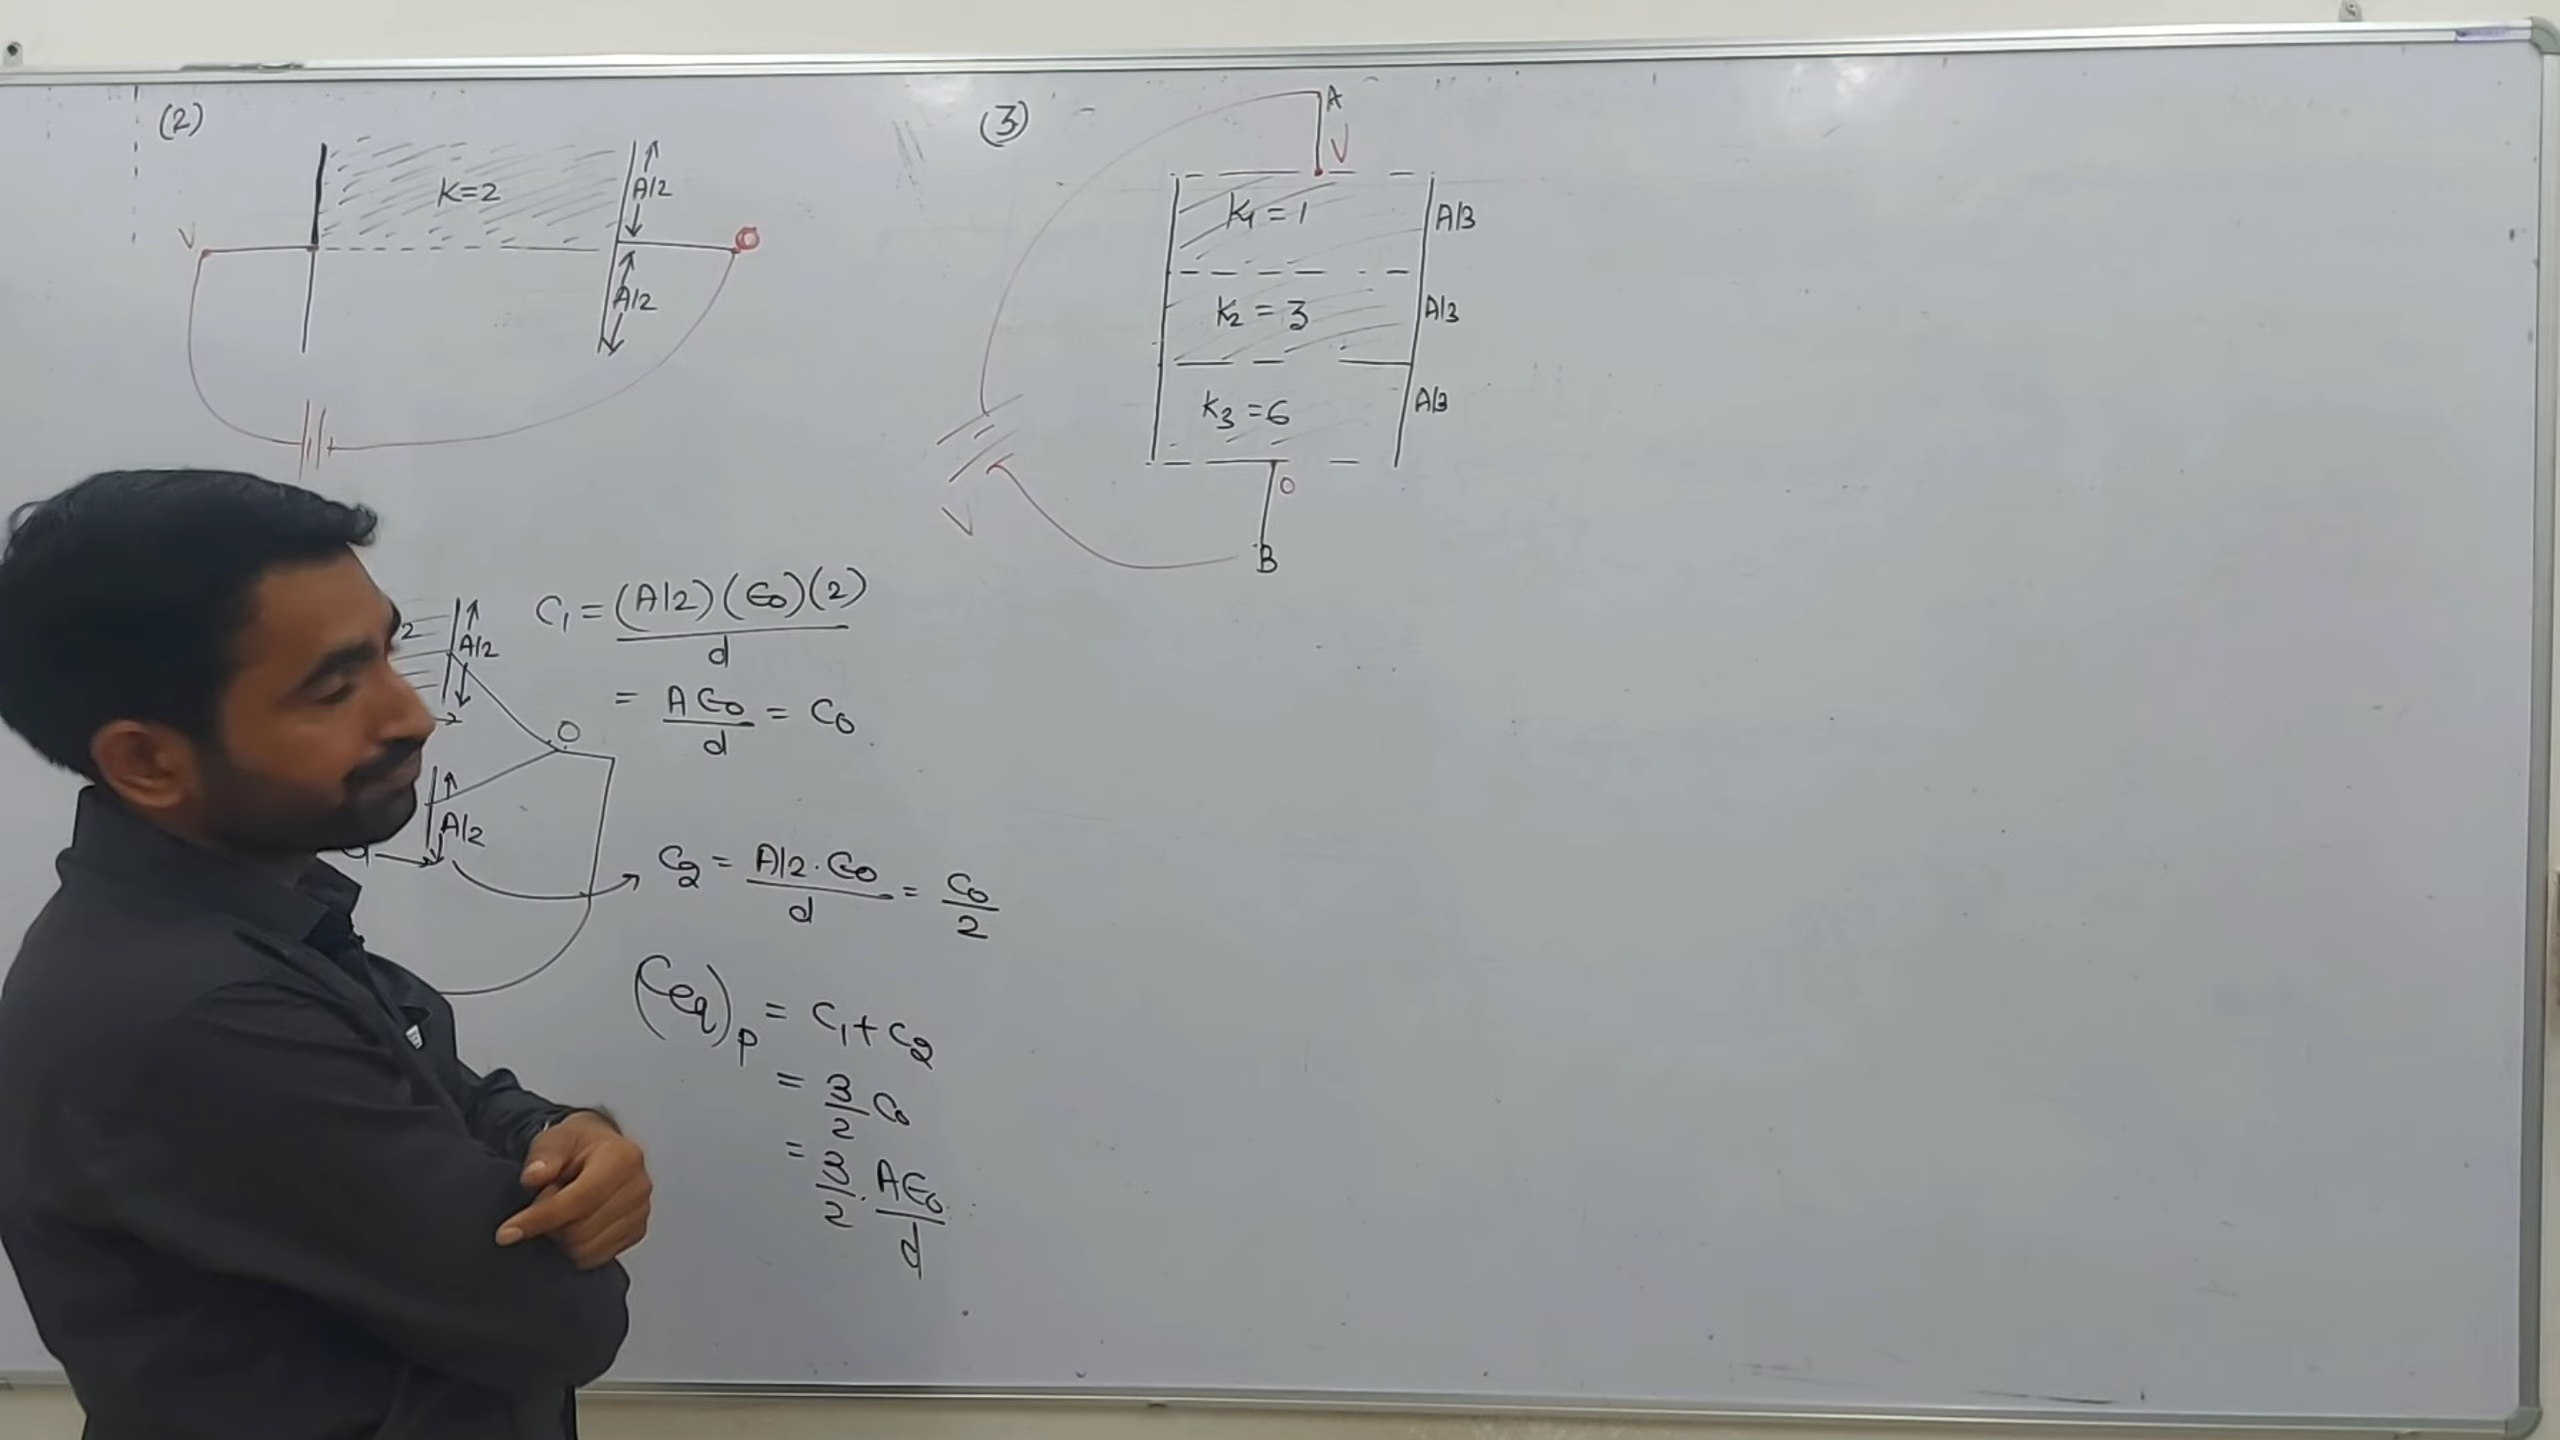 (2)
K=2
A/2
A/2
V
O
2
A/2
O
A/2
d
C₁ = (A/2)(ϵ₀)(2)
d
= Aϵ₀ = C₀
d
C₂ = A/2·ϵ₀ = C₀
d 2
(Ceq)p = C₁+C₂
= 3/2 C₀
= 3/2 · Aϵ₀
d
(3)
A
V
K₁ = 1
A/3
K₂ = 3
A/3
K₃ = 6
A/3
O
B
V